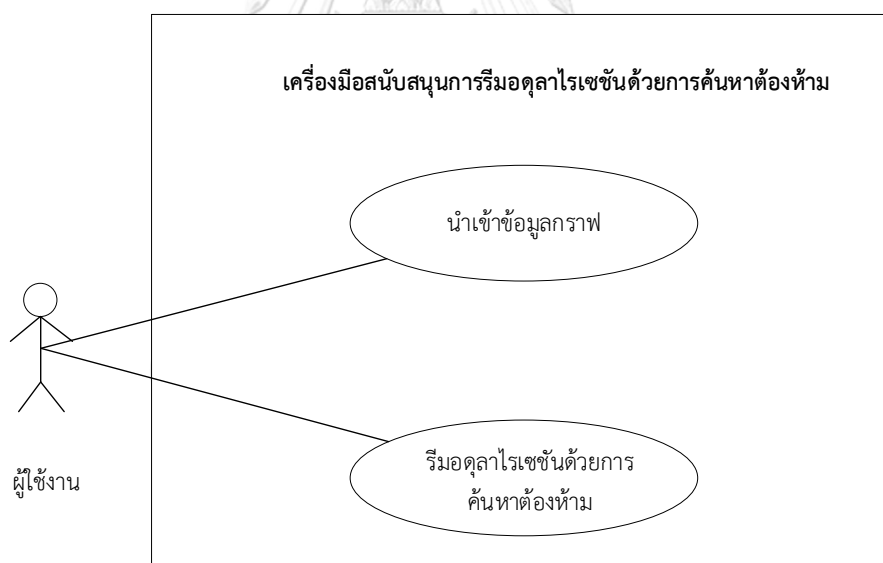 เครื่องมือสนับสนุนการรีมอดุลาไรเซชันด้วยการค้นหาต้องห้าม
นำเข้าข้อมูลกราฟ
รีมอดุลาไรเซชันด้วยการ
ค้นหาต้องห้าม
ผู้ใช้งาน